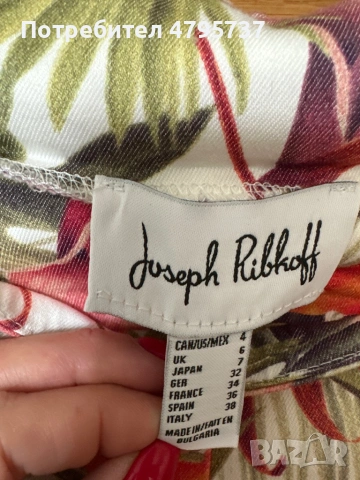 Потребител 4795737
Joseph Ribkoff
CAN/US/MEX 4
UK 6
JAPAN 7
GER 32
FRANCE 34
SPAIN 36
ITALY 38
MADE IN/FAIT EN
BULGARIA
BAZAR